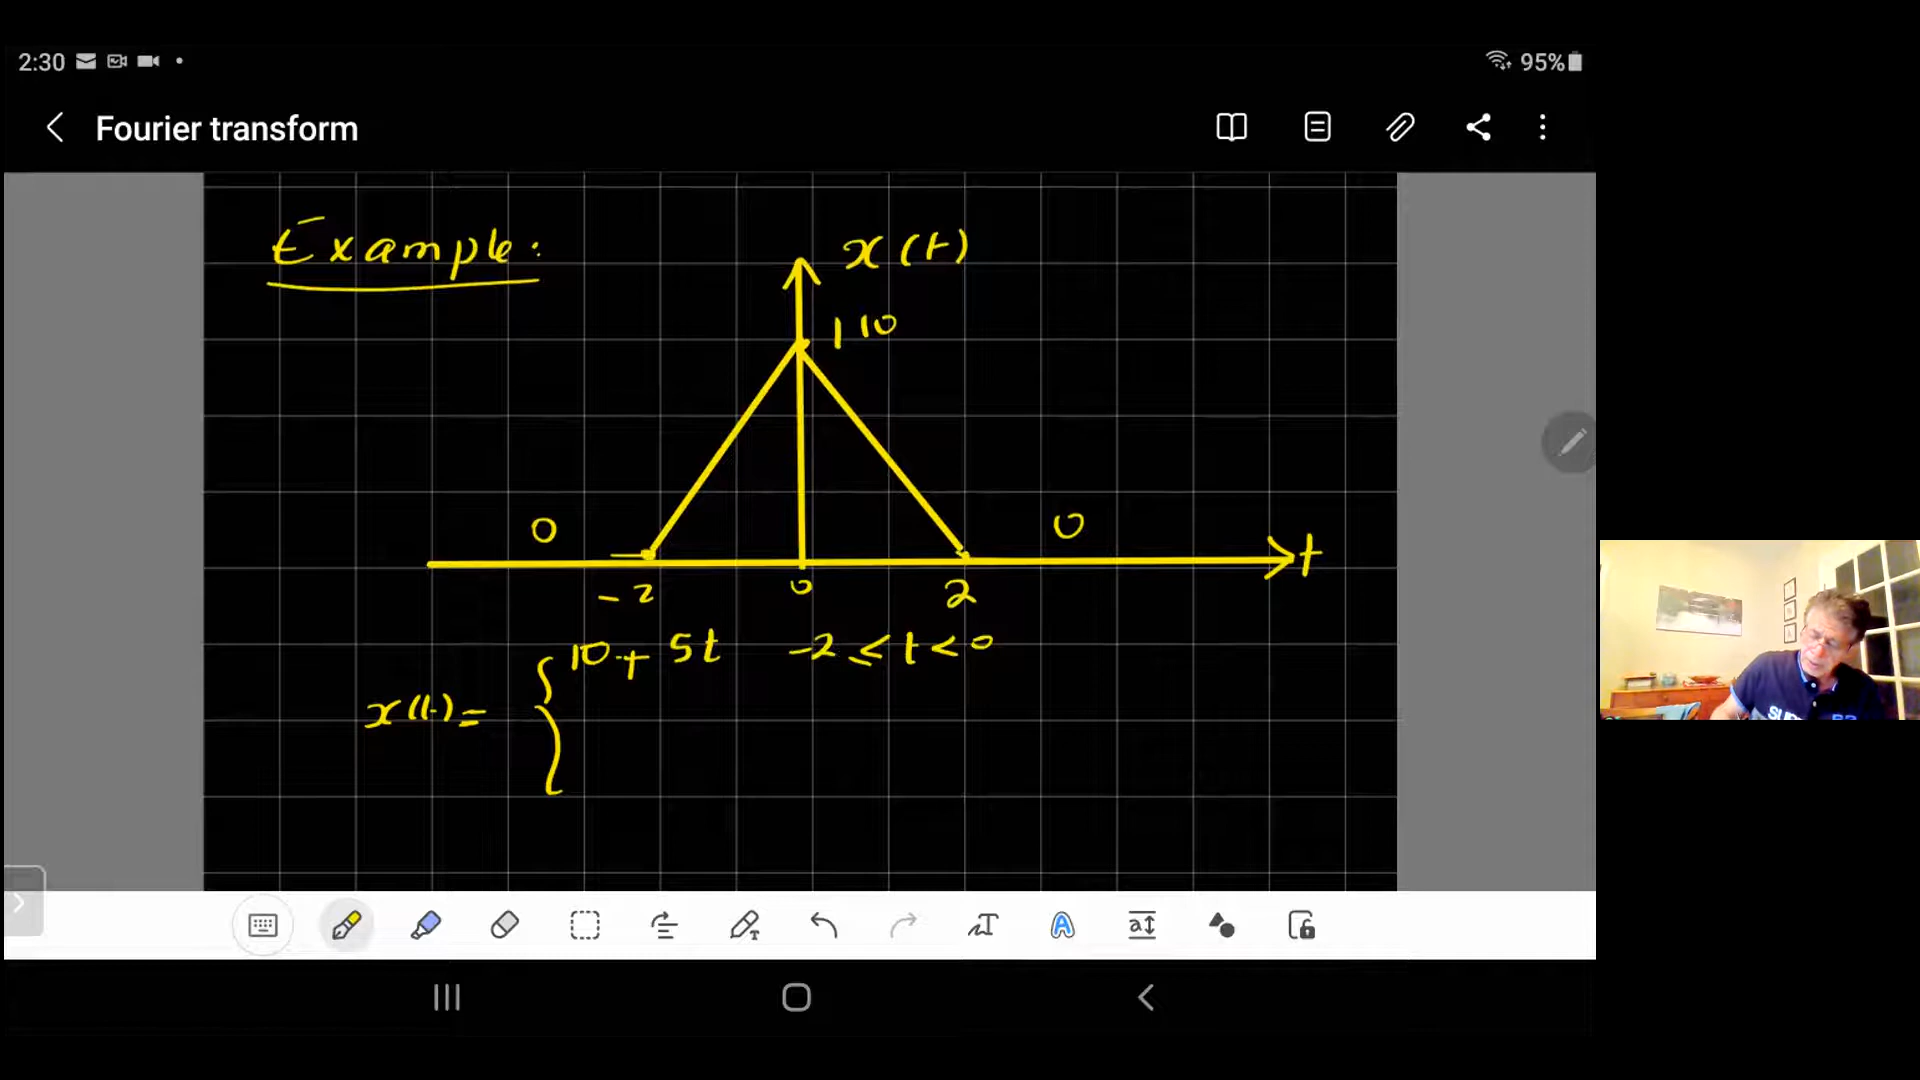 2:30 95%
Fourier transform
Example:
x(t)
10
0 0
t
-2 0 2
10+5t -2≤t<0
x(t)=